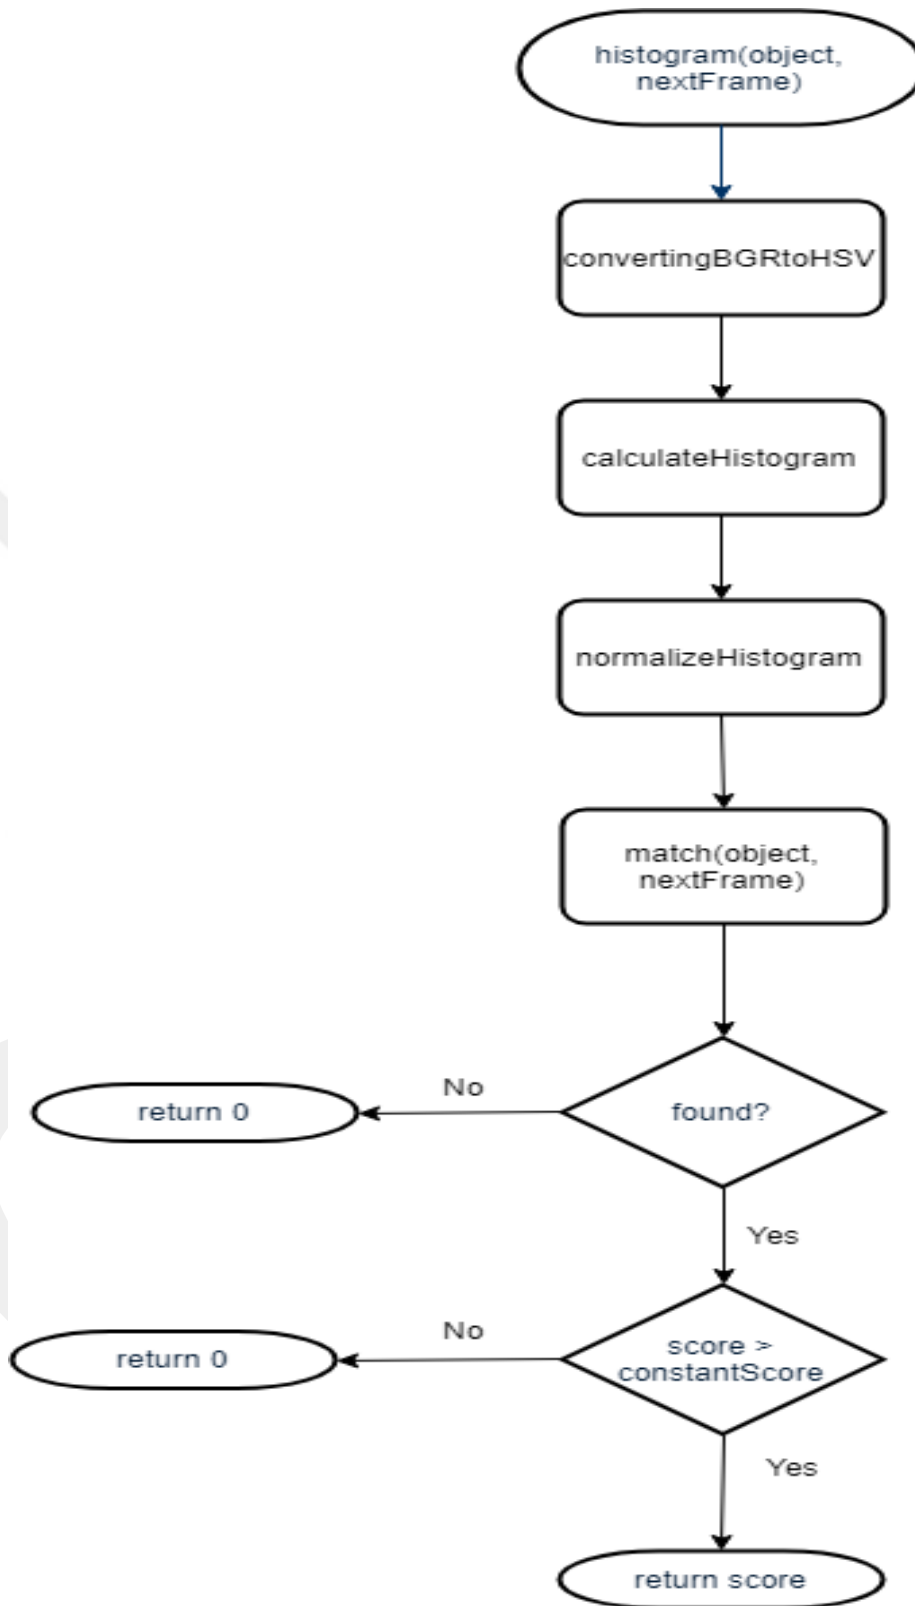 histogram(object,
nextFrame)
convertingBGRtoHSV
calculateHistogram
normalizeHistogram
match(object,
nextFrame)
found?
No
return 0
Yes
score >
constantScore
No
return 0
Yes
return score